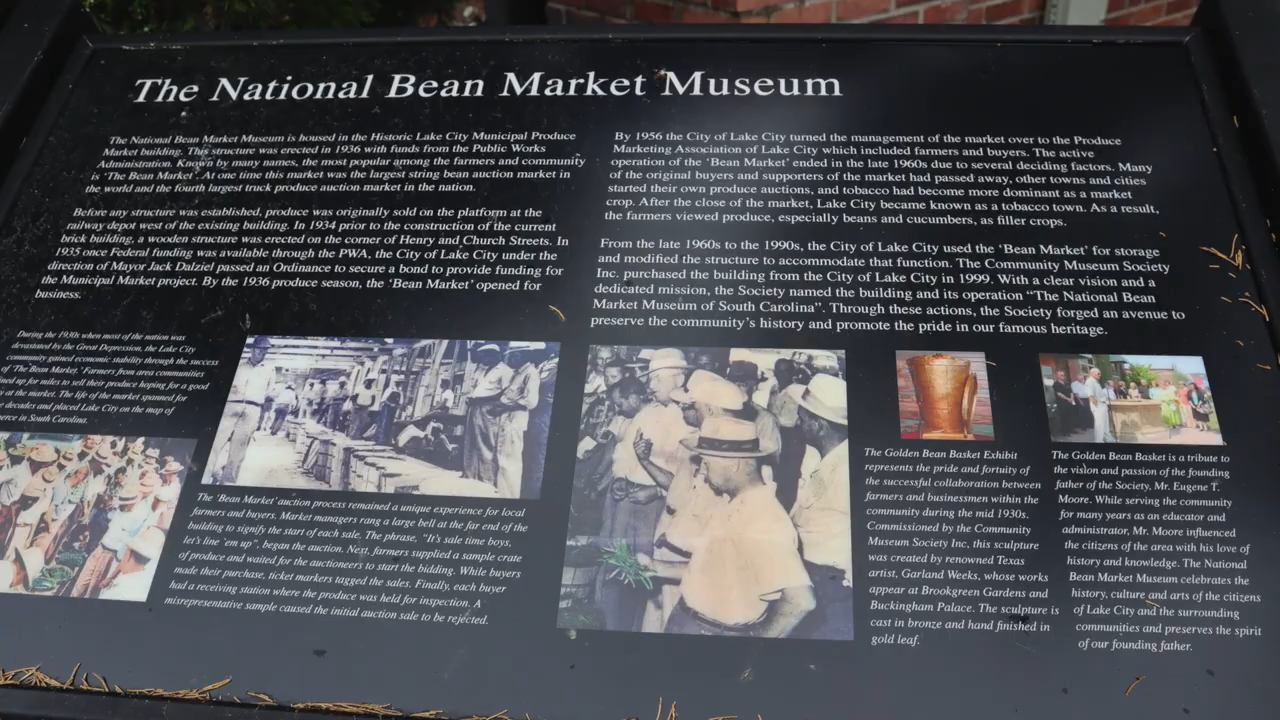 The National Bean Market Museum
The National Bean Market Museum is housed in the Historic Lake City Municipal Produce
Market building. This structure was erected in 1936 with funds from the Public Works
Administration. Known by many names, the most popular among the farmers and community
is ‘The Bean Market’. At one time this market was the largest string bean auction market in
the world and the fourth largest truck produce auction market in the nation.
Before any structure was established, produce was originally sold on the platform at the
railway depot west of the existing building. In 1934 prior to the construction of the current
brick building, a wooden structure was erected on the corner of Henry and Church Streets. In
1935 once Federal funding was available through the PWA, the City of Lake City under the
direction of Mayor Jack Dalziel passed an Ordinance to secure a bond to provide funding for
the Municipal Market project. By the 1936 produce season, the ‘Bean Market’ opened for
business.
By 1956 the City of Lake City turned the management of the market over to the Produce
Marketing Association of Lake City which included farmers and buyers. The active
operation of the ‘Bean Market’ ended in the late 1960s due to several deciding factors. Many
of the original buyers and supporters of the market had passed away, other towns and cities
started their own produce auctions, and tobacco had become more dominant as a market
crop. After the close of the market, Lake City became known as a tobacco town. As a result,
the farmers viewed produce, especially beans and cucumbers, as filler crops.
From the late 1960s to the 1990s, the City of Lake City used the ‘Bean Market’ for storage
and modified the structure to accommodate that function. The Community Museum Society
Inc. purchased the building from the City of Lake City in 1999. With a clear vision and a
dedicated mission, the Society named the building and its operation “The National Bean
Market Museum of South Carolina”. Through these actions, the Society forged an avenue to
preserve the community’s history and promote the pride in our famous heritage.
During the 1930s when most of the nation was
devastated by the Great Depression, the Lake City
community gained economic stability through the success
of ‘The Bean Market.’ Farmers from area communities
up for miles to sell their produce hoping for a good
at the market. The life of the market spanned for
decades and placed Lake City on the map of
in South Carolina.
The ‘Bean Market’ auction process remained a unique experience for local
farmers and buyers. Market managers rang a large bell at the far end of the
building to signify the start of each sale. The phrase, “It’s sale time boys,
let’s line ’em up”, began the auction. Next, farmers supplied a sample crate
of produce and waited for the auctioneers to start the bidding. While buyers
made their purchase, ticket markers tagged the sales. Finally, each buyer
had a receiving station where the produce was held for inspection. A
misrepresentative sample caused the initial auction sale to be rejected.
The Golden Bean Basket Exhibit
represents the pride and fortuity of
the successful collaboration between
farmers and businessmen within the
community during the mid 1930s.
Commissioned by the Community
Museum Society Inc, this sculpture
was created by renowned Texas
artist, Garland Weeks, whose works
appear at Brookgreen Gardens and
Buckingham Palace. The sculpture is
cast in bronze and hand finished in
gold leaf.
The Golden Bean Basket is a tribute to
the vision and passion of the founding
father of the Society, Mr. Eugene T.
Moore. While serving the community
for many years as an educator and
administrator, Mr. Moore influenced
the citizens of the area with his love of
history and knowledge. The National
Bean Market Museum celebrates the
history, culture and arts of the citizens
of Lake City and the surrounding
communities and preserves the spirit
of our founding father.